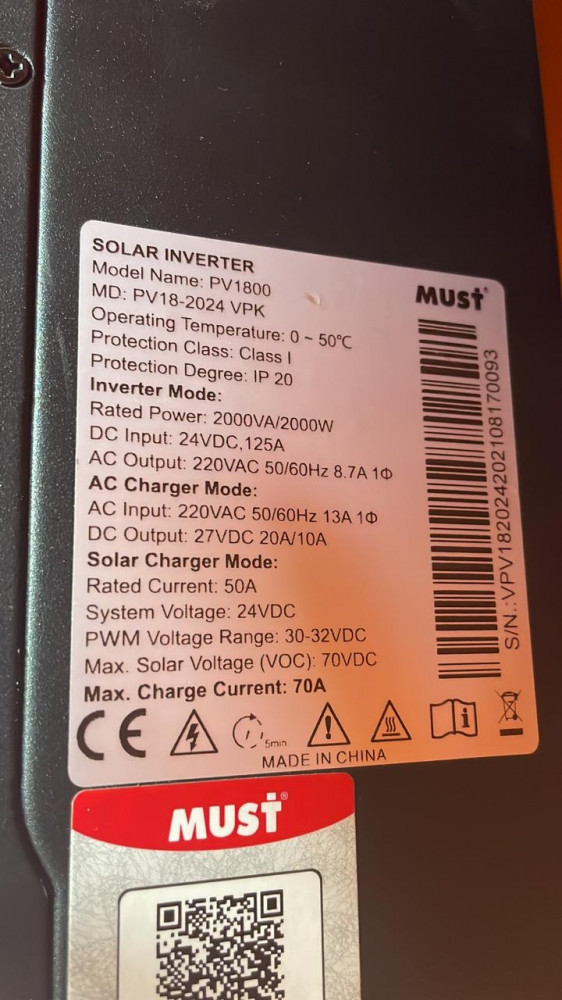 SOLAR INVERTER
Model Name: PV1800
MD: PV18-2024 VPK
Operating Temperature: 0 ~ 50℃
Protection Class: Class I
Protection Degree: IP 20
Inverter Mode:
Rated Power: 2000VA/2000W
DC Input: 24VDC,125A
AC Output: 220VAC 50/60Hz 8.7A 1Φ
AC Charger Mode:
AC Input: 220VAC 50/60Hz 13A 1Φ
DC Output: 27VDC 20A/10A
Solar Charger Mode:
Rated Current: 50A
System Voltage: 24VDC
PWM Voltage Range: 30-32VDC
Max. Solar Voltage (VOC): 70VDC
Max. Charge Current: 70A
MUST®
S/N.:VPV182024202108170093
CE
5min
MADE IN CHINA
MUST®